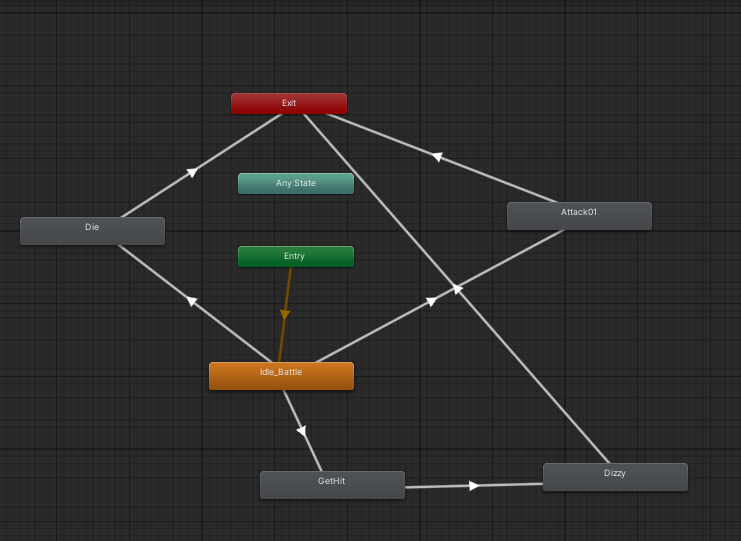 Exit
Any State
Attack01
Die
Entry
Idle_Battle
GetHit
Dizzy